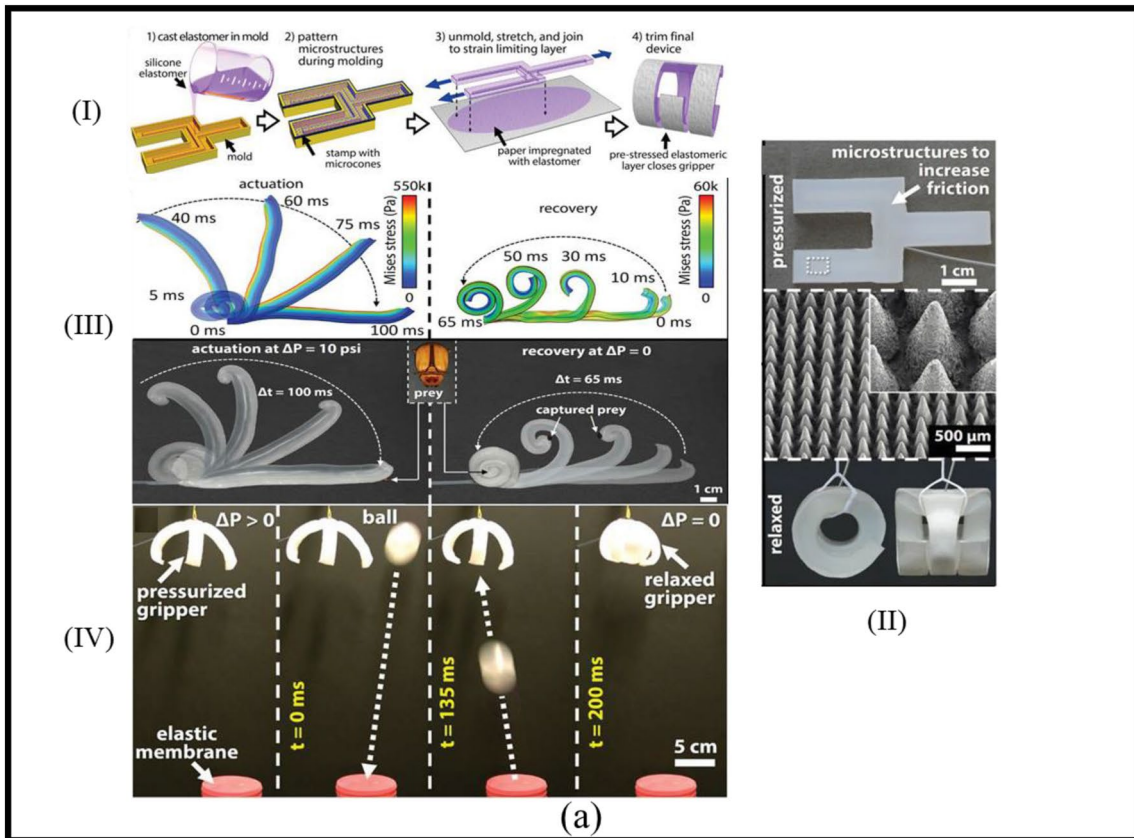 (I)
1) cast elastomer in mold
silicone
elastomer
mold
2) pattern
microstructures
during molding
stamp with
microcones
3) unmold, stretch, and join
to strain limiting layer
paper impregnated with elastomer
4) trim final
device
pre-stressed elastomeric
layer closes gripper
(III)
actuation
40 ms
60 ms
75 ms
5 ms
0 ms
100 ms
550k
Mises stress (Pa)
0
recovery
50 ms
30 ms
10 ms
65 ms
0 ms
60k
Mises stress (Pa)
0
actuation at ΔP = 10 psi
Δt = 100 ms
prey
recovery at ΔP = 0
Δt = 65 ms
captured prey
1 cm
(IV)
ΔP > 0
pressurized
gripper
elastic
membrane
ball
t = 0 ms
t = 135 ms
ΔP = 0
relaxed
gripper
t = 200 ms
5 cm
microstructures to
increase
friction
pressurized
1 cm
500 µm
relaxed
(II)
(a)